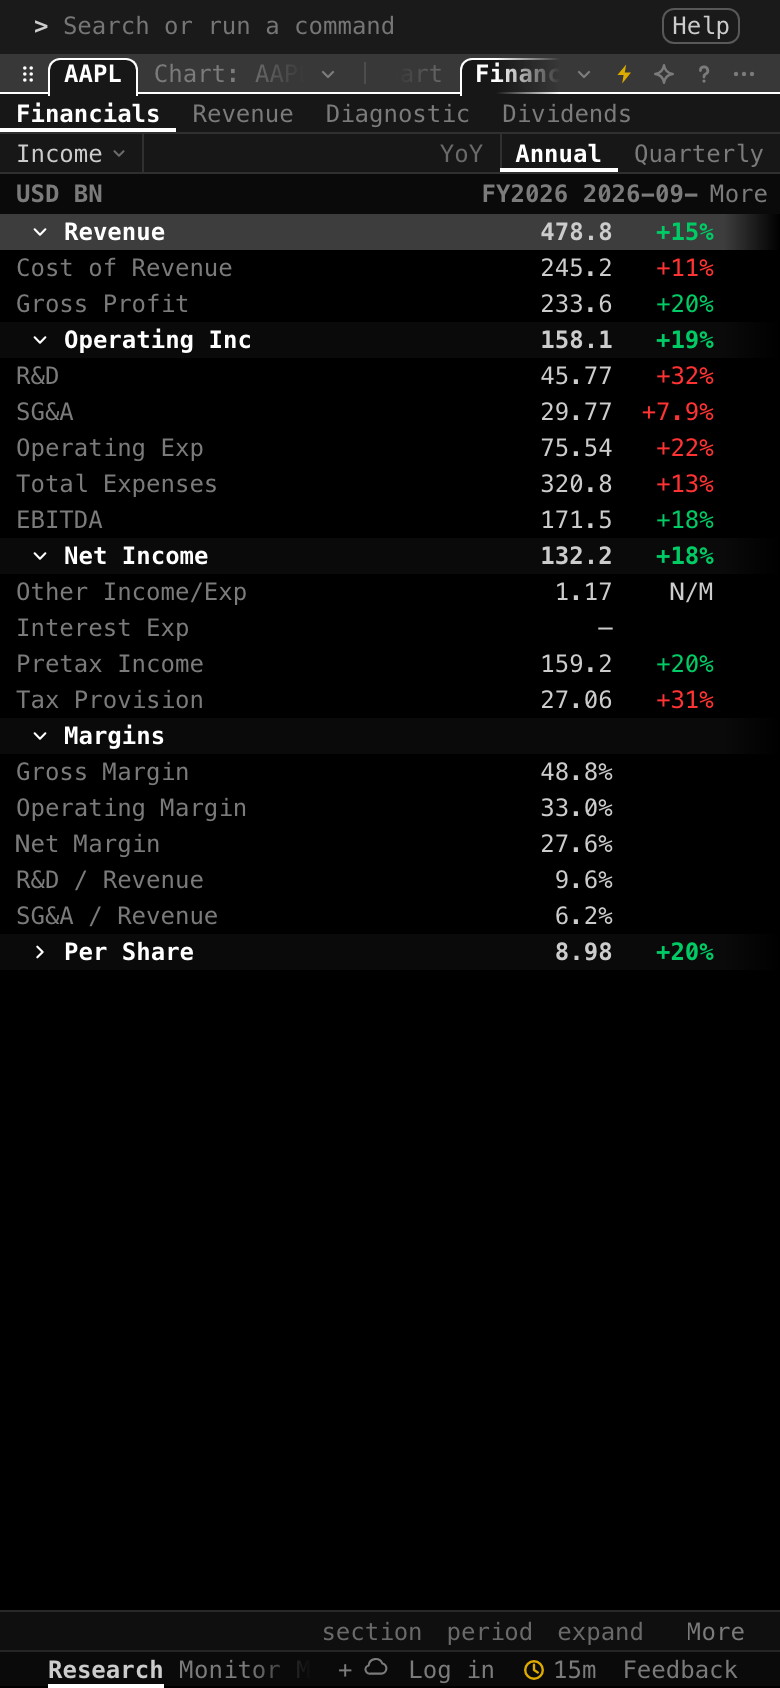 > Search or run a command Help
AAPL Chart: AAP art Financ ? ...
Financials Revenue Diagnostic Dividends
Income YoY Annual Quarterly
USD BN FY2026 2026-09- More
Revenue 478.8 +15%
Cost of Revenue 245.2 +11%
Gross Profit 233.6 +20%
Operating Inc 158.1 +19%
R&D 45.77 +32%
SG&A 29.77 +7.9%
Operating Exp 75.54 +22%
Total Expenses 320.8 +13%
EBITDA 171.5 +18%
Net Income 132.2 +18%
Other Income/Exp 1.17 N/M
Interest Exp —
Pretax Income 159.2 +20%
Tax Provision 27.06 +31%
Margins
Gross Margin 48.8%
Operating Margin 33.0%
Net Margin 27.6%
R&D / Revenue 9.6%
SG&A / Revenue 6.2%
Per Share 8.98 +20%
section period expand More
Research Monitor M + Log in 15m Feedback